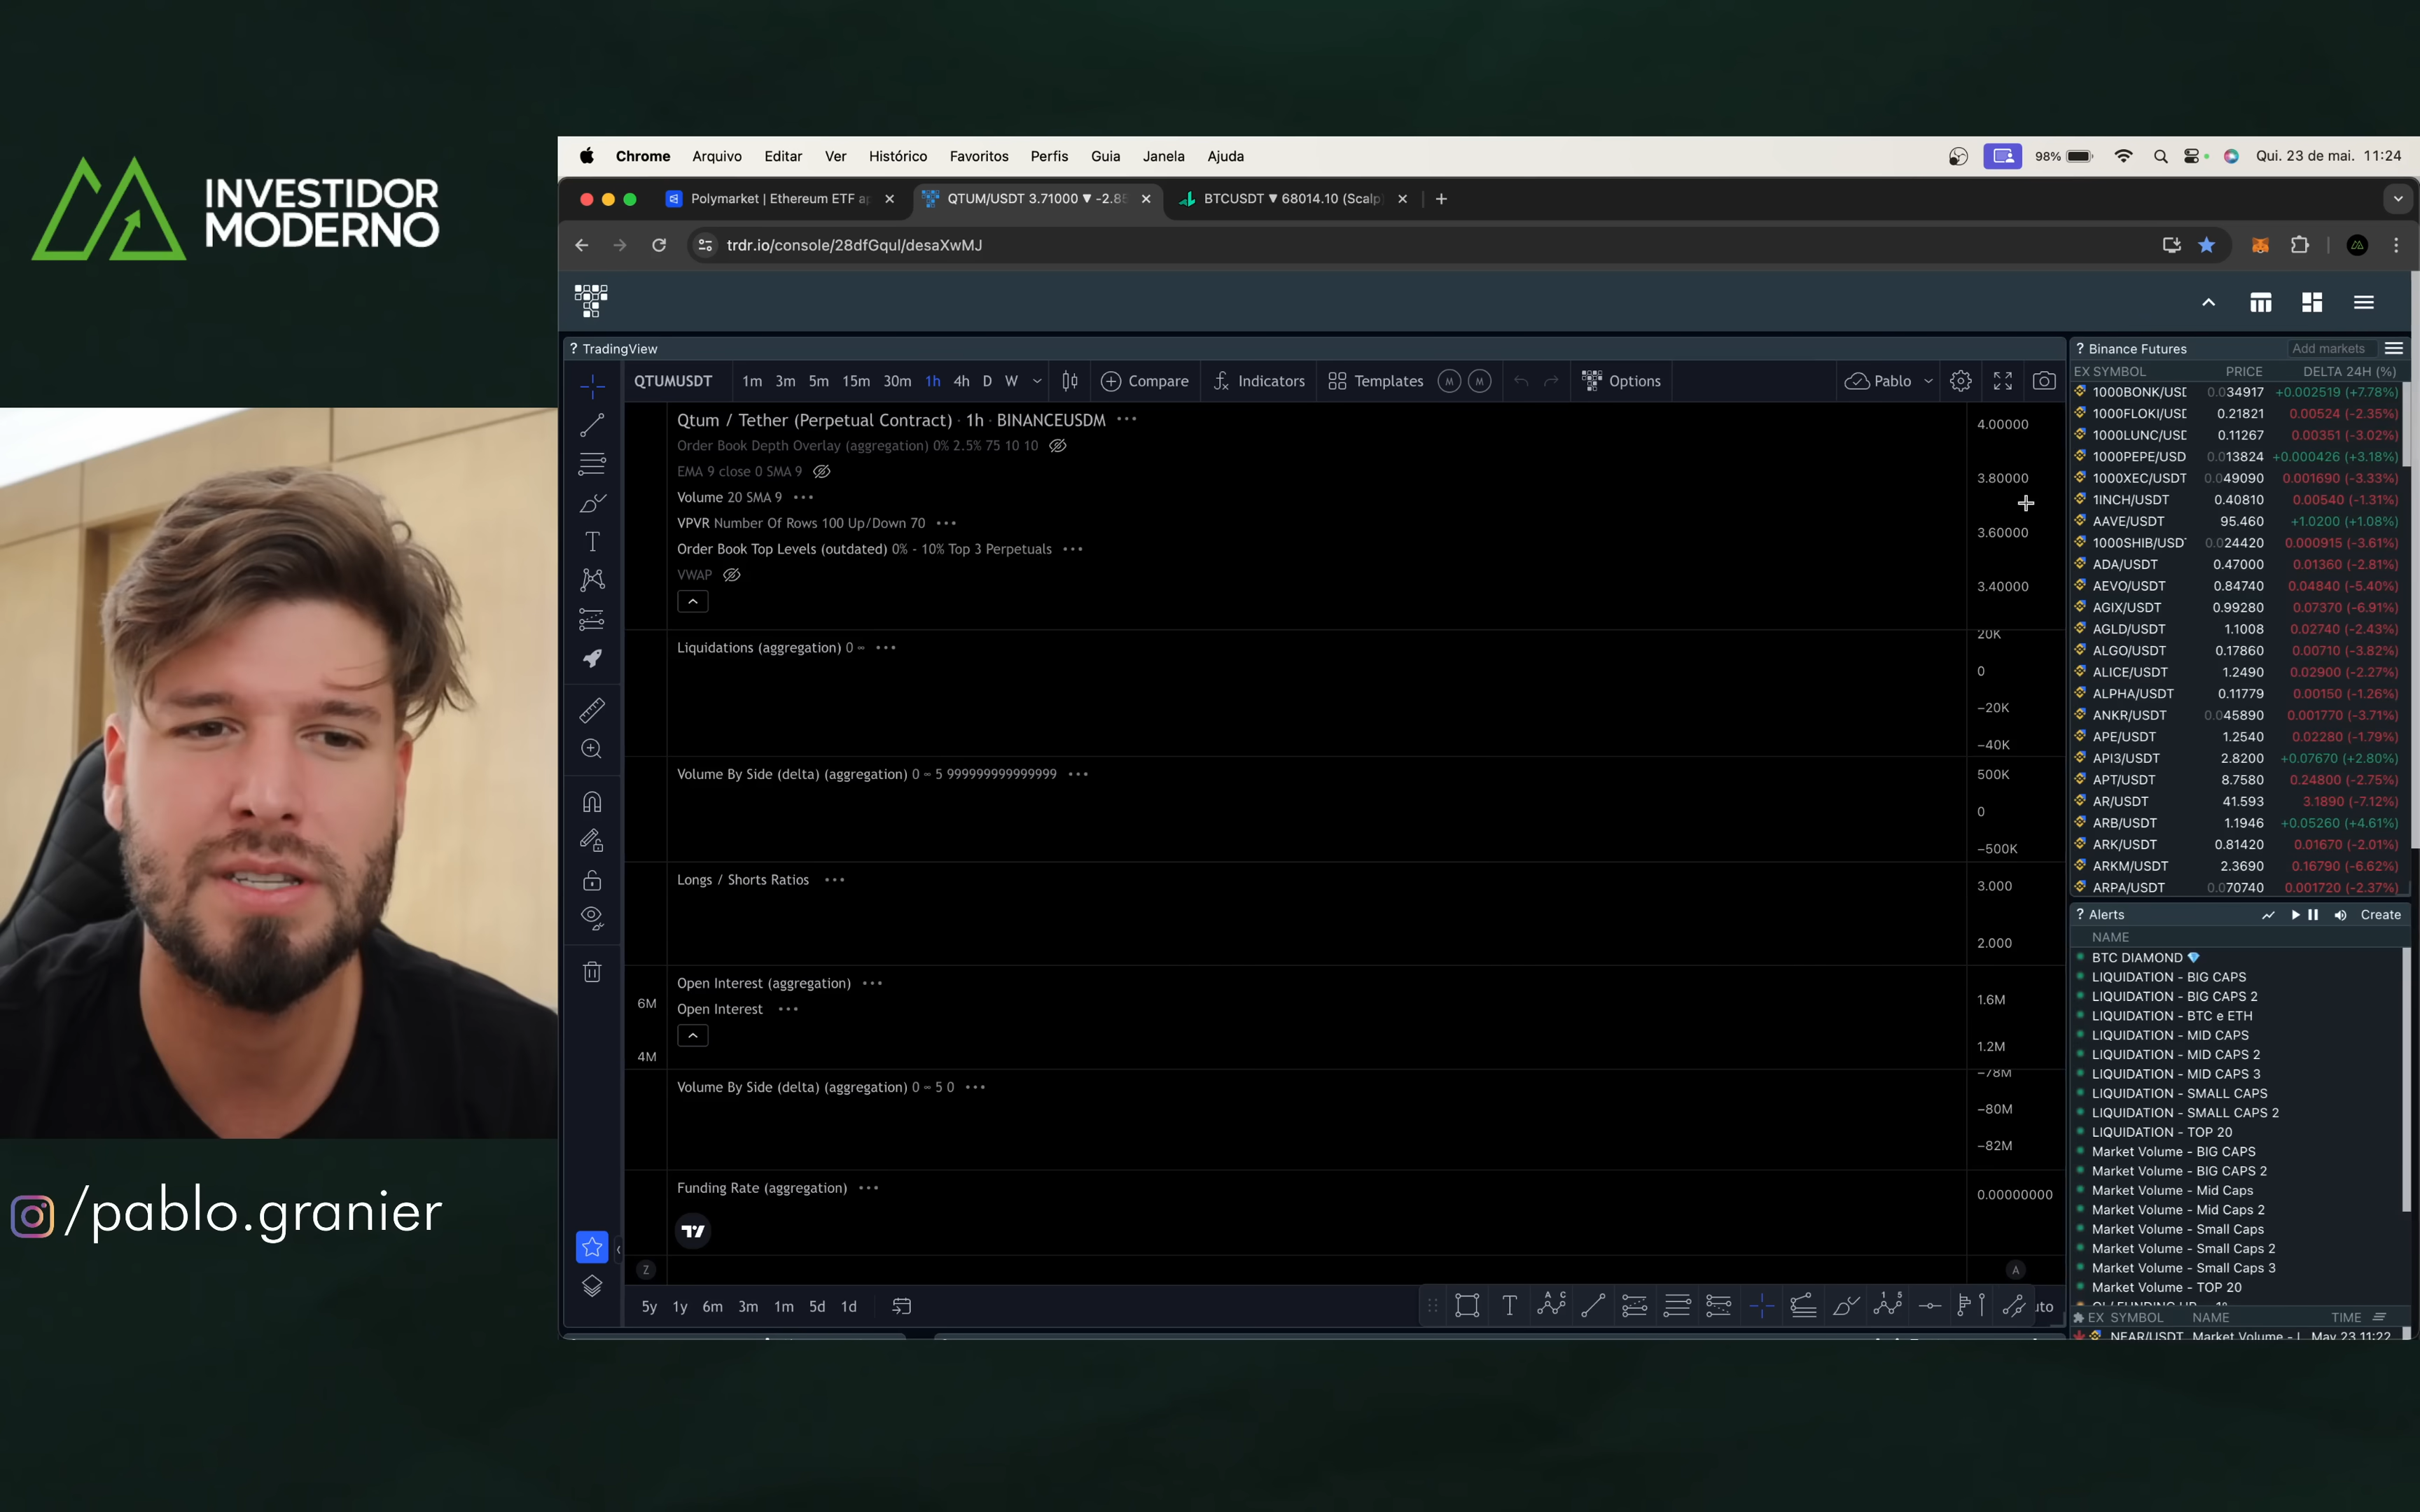 INVESTIDOR
MODERNO
/pablo.granier
Chrome Arquivo Editar Ver Histórico Favoritos Perfis Guia Janela Ajuda 98% Qui. 23 de mai. 11:24
Polymarket | Ethereum ETF ap QTUM/USDT 3.71000 ▼ -2.85 BTCUSDT ▼ 68014.10 (Scalp
trdr.io/console/28dfGqul/desaXwMJ
? TradingView
QTUMUSDT 1m 3m 5m 15m 30m 1h 4h D W Compare Indicators Templates M M Options Pablo
Qtum / Tether (Perpetual Contract) · 1h · BINANCEUSDM
Order Book Depth Overlay (aggregation) 0% 2.5% 75 10 10
EMA 9 close 0 SMA 9
Volume 20 SMA 9
VPVR Number Of Rows 100 Up/Down 70
Order Book Top Levels (outdated) 0% - 10% Top 3 Perpetuals
VWAP
4.00000
3.80000
3.60000
3.40000
Liquidations (aggregation) 0 ∞
20K
0
−20K
−40K
Volume By Side (delta) (aggregation) 0 ∞ 5 999999999999999
500K
0
−500K
Longs / Shorts Ratios
3.000
2.000
Open Interest (aggregation)
Open Interest
6M
4M
1.6M
1.2M
Volume By Side (delta) (aggregation) 0 ∞ 5 0
−78M
−80M
−82M
Funding Rate (aggregation)
0.00000000
Z A
5y 1y 6m 3m 1m 5d 1d uto
? Binance Futures Add markets
EX SYMBOL PRICE DELTA 24H (%)
1000BONK/USD 0.034917 +0.002519 (+7.78%)
1000FLOKI/USD 0.21821 0.00524 (-2.35%)
1000LUNC/USD 0.11267 0.00351 (-3.02%)
1000PEPE/USD 0.013824 +0.000426 (+3.18%)
1000XEC/USDT 0.049090 0.001690 (-3.33%)
1INCH/USDT 0.40810 0.00540 (-1.31%)
AAVE/USDT 95.460 +1.0200 (+1.08%)
1000SHIB/USDT 0.024420 0.000915 (-3.61%)
ADA/USDT 0.47000 0.01360 (-2.81%)
AEVO/USDT 0.84740 0.04840 (-5.40%)
AGIX/USDT 0.99280 0.07370 (-6.91%)
AGLD/USDT 1.1008 0.02740 (-2.43%)
ALGO/USDT 0.17860 0.00710 (-3.82%)
ALICE/USDT 1.2490 0.02900 (-2.27%)
ALPHA/USDT 0.11779 0.00150 (-1.26%)
ANKR/USDT 0.045890 0.001770 (-3.71%)
APE/USDT 1.2540 0.02280 (-1.79%)
API3/USDT 2.8200 +0.07670 (+2.80%)
APT/USDT 8.7580 0.24800 (-2.75%)
AR/USDT 41.593 3.1890 (-7.12%)
ARB/USDT 1.1946 +0.05260 (+4.61%)
ARK/USDT 0.81420 0.01670 (-2.01%)
ARKM/USDT 2.3690 0.16790 (-6.62%)
ARPA/USDT 0.070740 0.001720 (-2.37%)
? Alerts Create
NAME
BTC DIAMOND 💎
LIQUIDATION - BIG CAPS
LIQUIDATION - BIG CAPS 2
LIQUIDATION - BTC e ETH
LIQUIDATION - MID CAPS
LIQUIDATION - MID CAPS 2
LIQUIDATION - MID CAPS 3
LIQUIDATION - SMALL CAPS
LIQUIDATION - SMALL CAPS 2
LIQUIDATION - TOP 20
Market Volume - BIG CAPS
Market Volume - BIG CAPS 2
Market Volume - Mid Caps
Market Volume - Mid Caps 2
Market Volume - Small Caps
Market Volume - Small Caps 2
Market Volume - Small Caps 3
Market Volume - TOP 20
EX SYMBOL NAME TIME
NEAR/USDT Market Volume - May 23 11:22